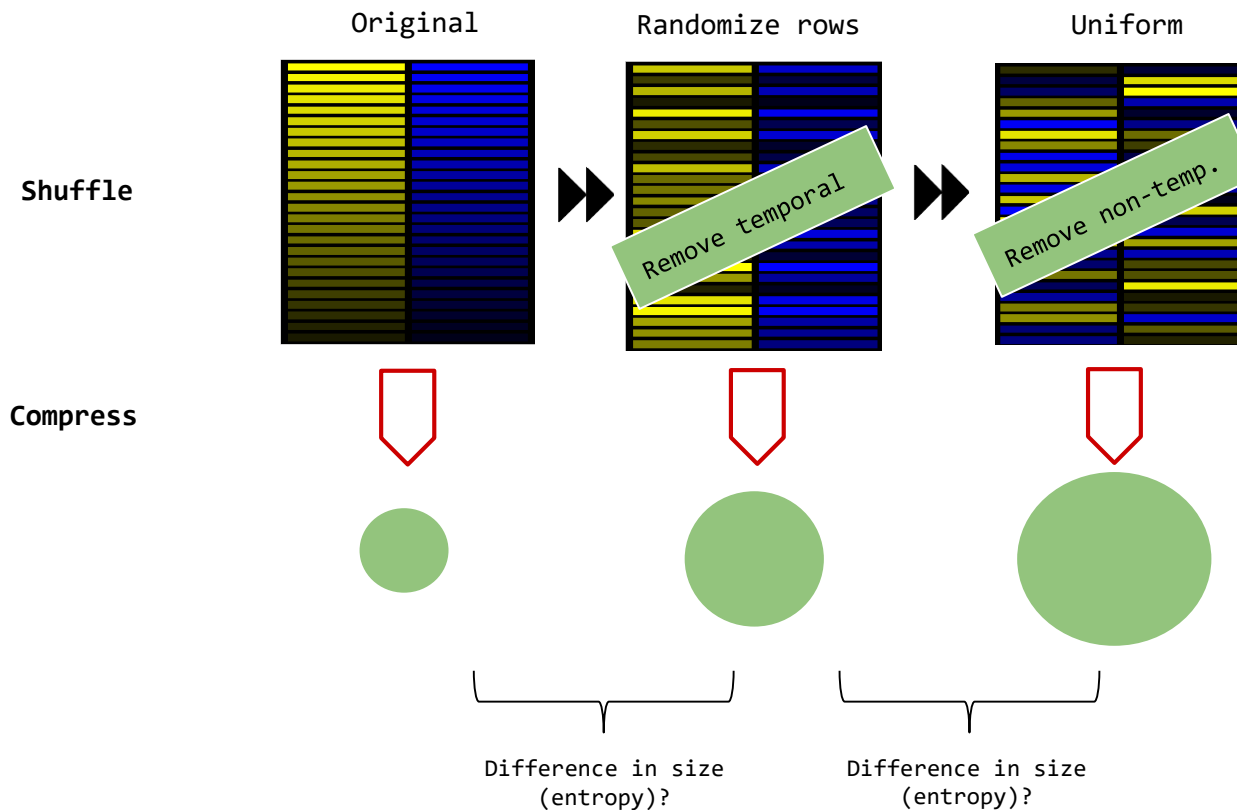 Original
Randomize rows
Uniform
Shuffle
Remove temporal
Remove non-temp.
Compress
Difference in size
(entropy)?
Difference in size
(entropy)?